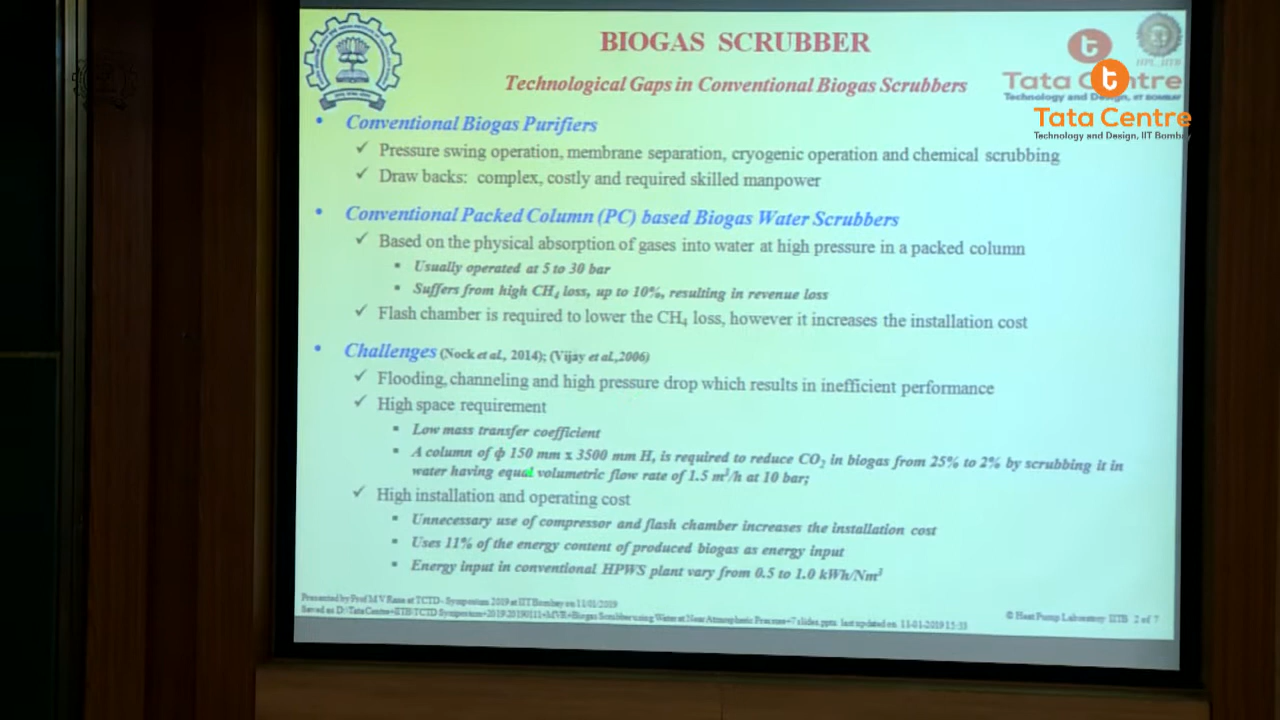 BIOGAS SCRUBBER
Technological Gaps in Conventional Biogas Scrubbers
t
HPL, IITB
Tata Centre
Technology and Design, IIT BOMBAY
t
Tata Centre
Technology and Design, IIT Bombay
• Conventional Biogas Purifiers
✓ Pressure swing operation, membrane separation, cryogenic operation and chemical scrubbing
✓ Draw backs: complex, costly and required skilled manpower
• Conventional Packed Column (PC) based Biogas Water Scrubbers
✓ Based on the physical absorption of gases into water at high pressure in a packed column
▪ Usually operated at 5 to 30 bar
▪ Suffers from high CH₄ loss, up to 10%, resulting in revenue loss
✓ Flash chamber is required to lower the CH₄ loss, however it increases the installation cost
• Challenges (Nock et al., 2014); (Vijay et al.,2006)
✓ Flooding, channeling and high pressure drop which results in inefficient performance
✓ High space requirement
▪ Low mass transfer coefficient
▪ A column of ϕ 150 mm x 3500 mm H, is required to reduce CO₂ in biogas from 25% to 2% by scrubbing it in
water having equal volumetric flow rate of 1.5 m³/h at 10 bar;
✓ High installation and operating cost
▪ Unnecessary use of compressor and flash chamber increases the installation cost
▪ Uses 11% of the energy content of produced biogas as energy input
▪ Energy input in conventional HPWS plant vary from 0.5 to 1.0 kWh/Nm³
Presented by Prof M V Rane at TCTD- Symposium 2019 at IIT Bombay on 11/01/2019
Saved as D:\Tata Centre+IITB\TCTD Symposium+2019\20190111+MVR+Biogas Scrubber using Water at Near Atmospheric Pressure+7 slides.pptx last updated on 11-01-2019 15:33
© Heat Pump Laboratory IITB 2 of 7